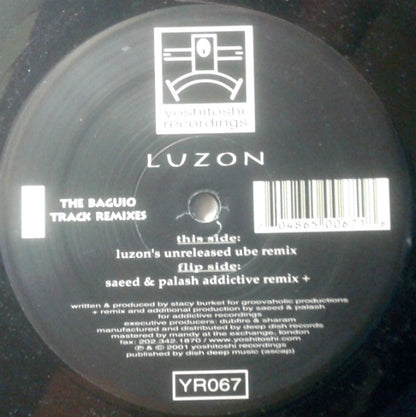 yoshitoshi
recordings
LUZON
THE BAGUIO
TRACK REMIXES
this side:
luzon's unreleased ube remix
flip side:
saeed & palash addictive remix +
written & produced by stacy burket for groovaholic productions
+ remix and additional production by saeed & palash
for addictive recordings
executive producers: dubfire & sharam
manufactured and distributed by deep dish records
mastered by mandy at the exchange, london
fax: 202.342.1870 / www.yoshitoshi.com
℗ & © 2001 yoshitoshi recordings
published by dish deep music (ascap)
YR067